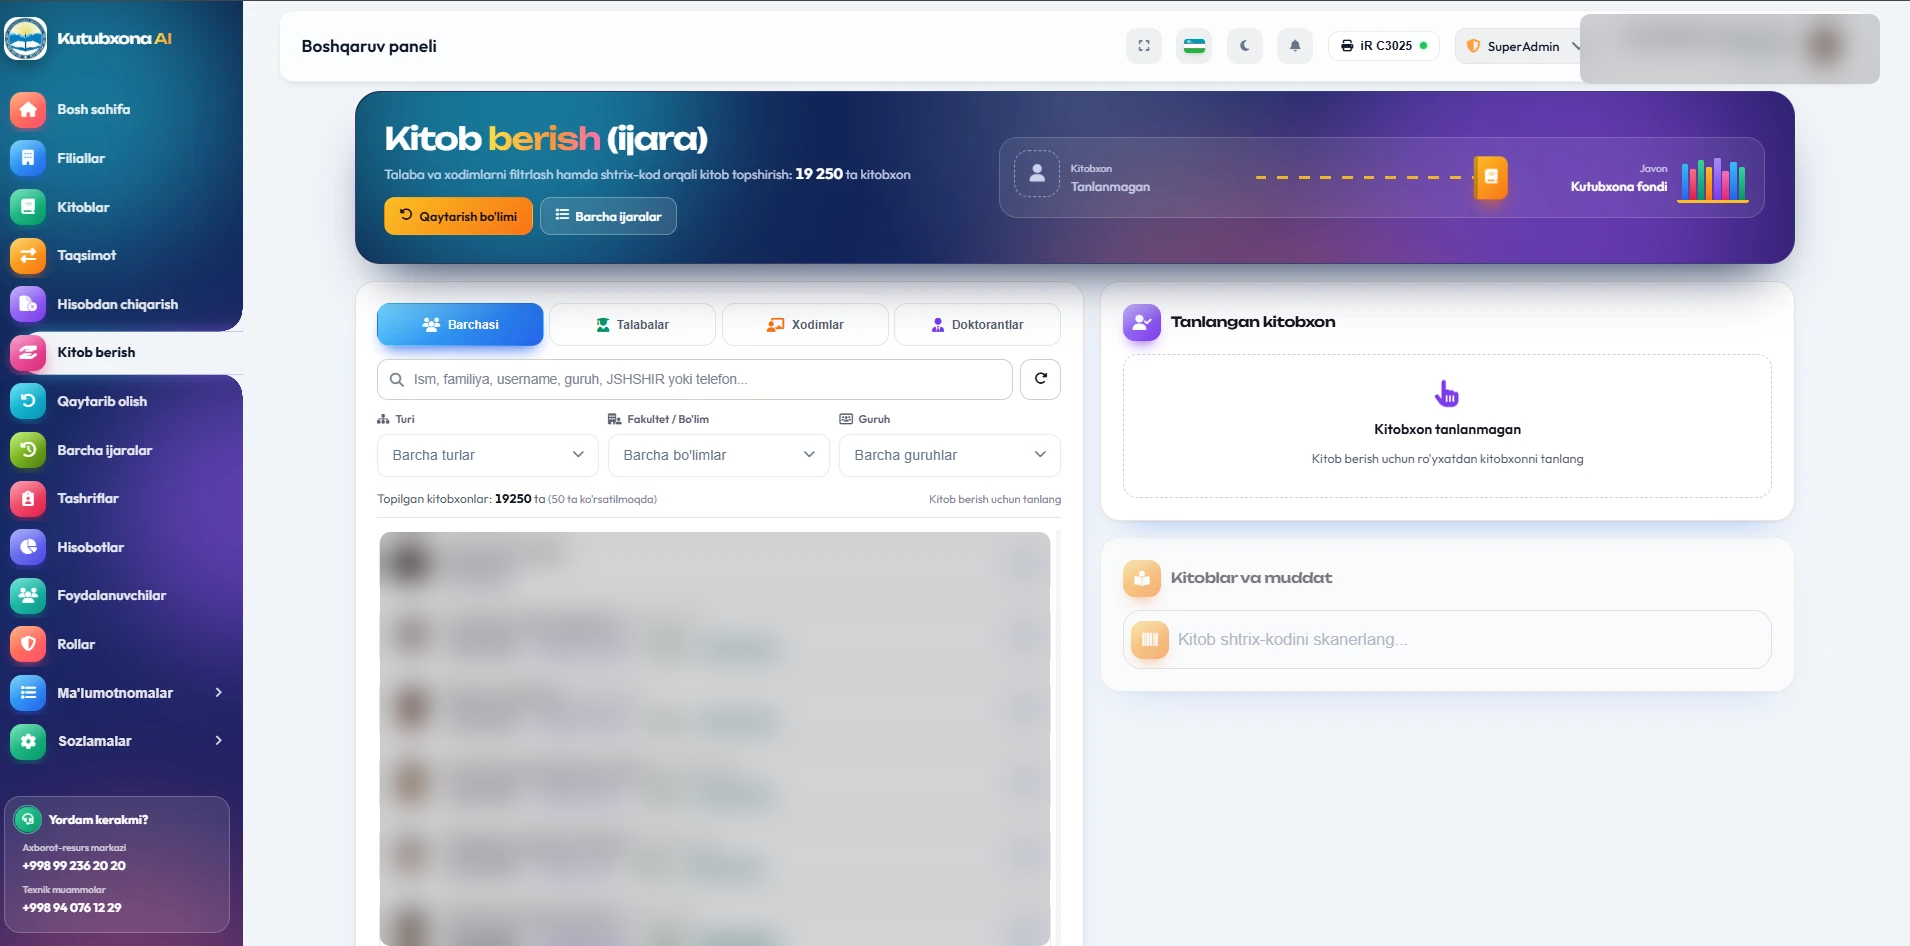 Kutubxona AI
Bosh sahifa
Filiallar
Kitoblar
Taqsimot
Hisobdan chiqarish
Kitob berish
Qaytarib olish
Barcha ijaralar
Tashriflar
Hisobotlar
Foydalanuvchilar
Rollar
Ma'lumotnomalar
Sozlamalar
Yordam kerakmi?
Axborot-resurs markazi
+998 99 236 20 20
Texnik muammolar
+998 94 076 12 29
Boshqaruv paneli
iR C3025
SuperAdmin
Kitob berish (ijara)
Talaba va xodimlarni filtrlash hamda shtrix-kod orqali kitob topshirish: 19 250 ta kitobxon
Qaytarish bo'limi
Barcha ijaralar
Kitobxon
Tanlanmagan
Javon
Kutubxona fondi
Barchasi
Talabalar
Xodimlar
Doktorantlar
Ism, familiya, username, guruh, JSHSHIR yoki telefon...
Turi
Fakultet / Bo'lim
Guruh
Barcha turlar
Barcha bo'limlar
Barcha guruhlar
Topilgan kitobxonlar: 19250 ta (50 ta ko'rsatilmoqda)
Kitob berish uchun tanlang
Tanlangan kitobxon
Kitobxon tanlanmagan
Kitob berish uchun ro'yxatdan kitobxonni tanlang
Kitoblar va muddat
Kitob shtrix-kodini skanerlang...